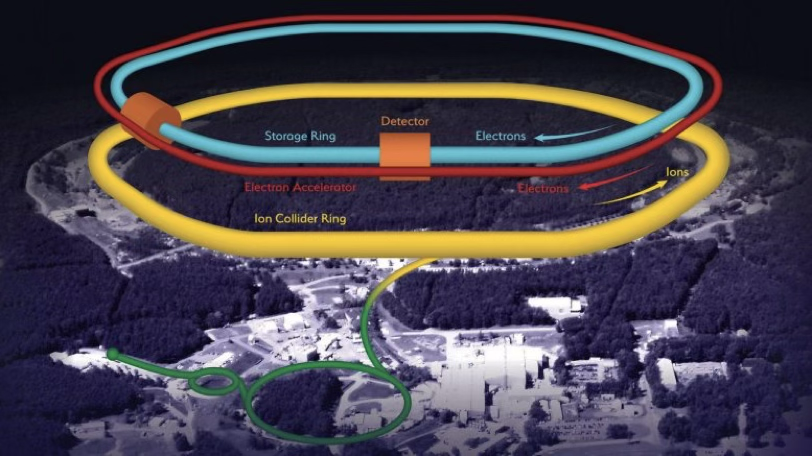 Detector
Storage Ring
Electrons
Ions
Electron Accelerator
Electrons
Ion Collider Ring